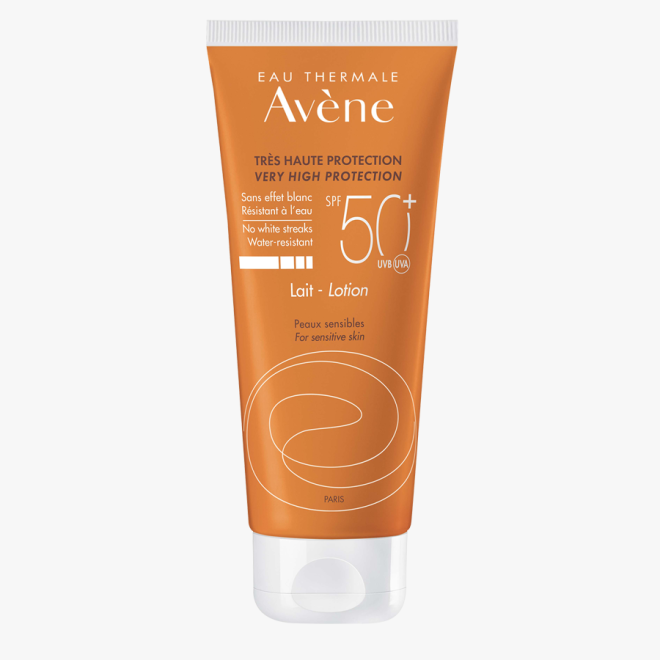 EAU THERMALE
Avène
TRÈS HAUTE PROTECTION
VERY HIGH PROTECTION
Sans effet blanc
Résistant à l'eau
No white streaks
Water-resistant
SPF 50+
UVB UVA
Lait - Lotion
Peaux sensibles
For sensitive skin
PARIS